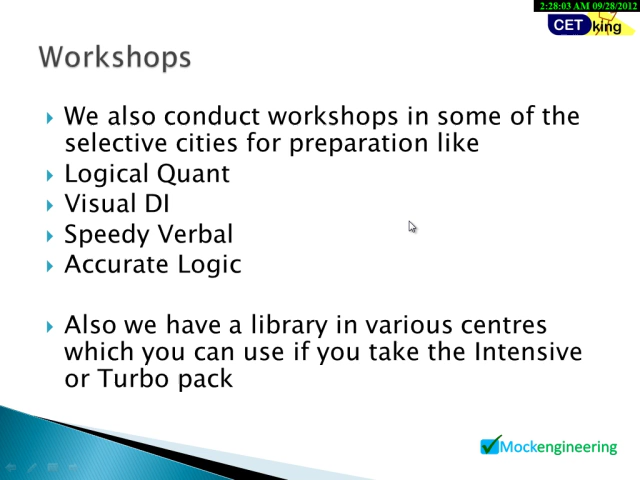 2:28:03 AM 09/28/2012
CET king
Workshops
We also conduct workshops in some of the
selective cities for preparation like
Logical Quant
Visual DI
Speedy Verbal
Accurate Logic
Also we have a library in various centres
which you can use if you take the Intensive
or Turbo pack
Mockengineering